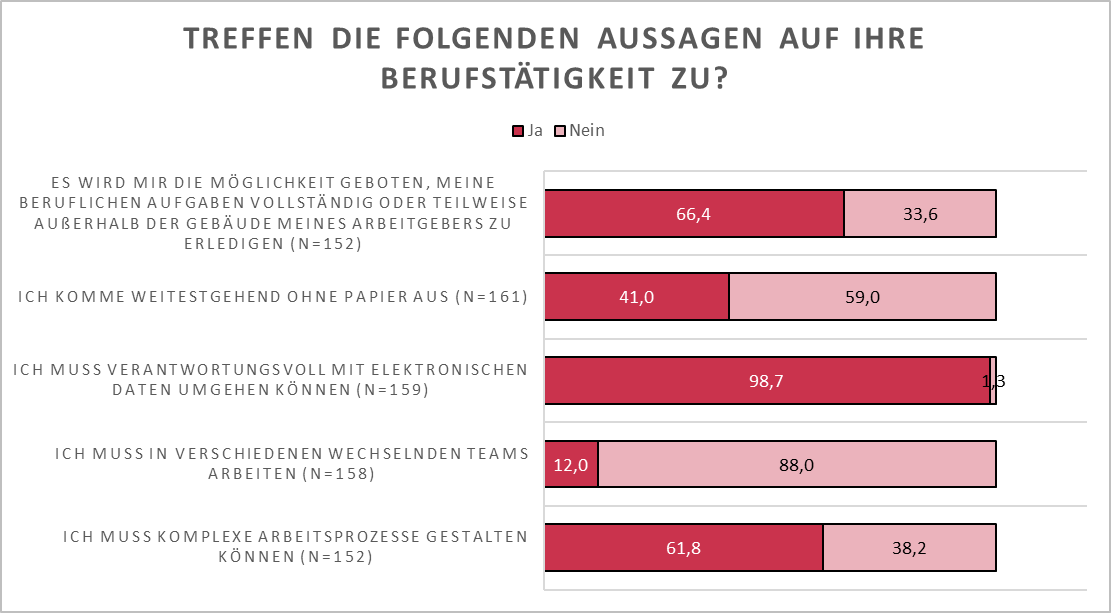 TREFFEN DIE FOLGENDEN AUSSAGEN AUF IHRE
BERUFSTÄTIGKEIT ZU?
Ja Nein
ES WIRD MIR DIE MÖGLICHKEIT GEBOTEN, MEINE
BERUFLICHEN AUFGABEN VOLLSTÄNDIG ODER TEILWEISE
AUßERHALB DER GEBÄUDE MEINES ARBEITGEBERS ZU
ERLEDIGEN (N=152)
66,4 33,6
ICH KOMME WEITESTGEHEND OHNE PAPIER AUS (N=161)
41,0 59,0
ICH MUSS VERANTWORTUNGSVOLL MIT ELEKTRONISCHEN
DATEN UMGEHEN KÖNNEN (N=159)
98,7 1,3
ICH MUSS IN VERSCHIEDENEN WECHSELNDEN TEAMS
ARBEITEN (N=158)
12,0 88,0
ICH MUSS KOMPLEXE ARBEITSPROZESSE GESTALTEN
KÖNNEN (N=152)
61,8 38,2